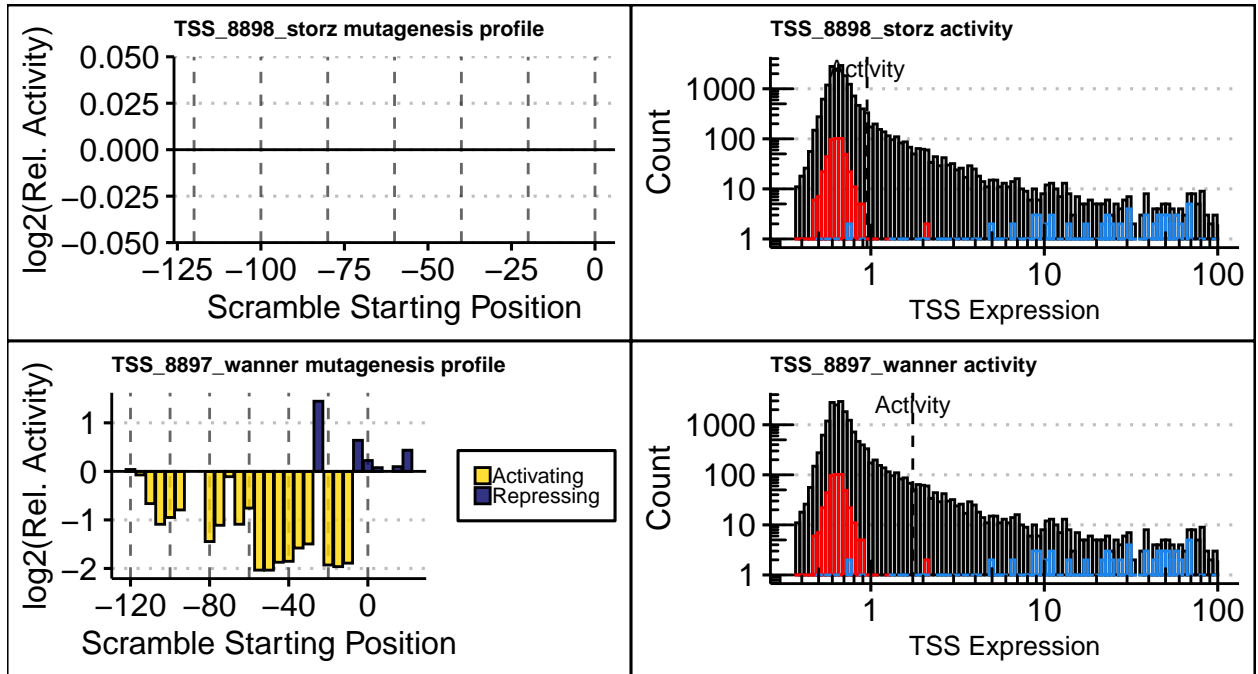 TSS_8898_storz mutagenesis profile
log2(Rel. Activity)
0.050
0.025
0.000
−0.025
−0.050
−125 −100 −75 −50 −25 0
Scramble Starting Position
TSS_8898_storz activity
Activity
Count
1000
100
10
1
1 10 100
TSS Expression
TSS_8897_wanner mutagenesis profile
log2(Rel. Activity)
1
0
−1
−2
−120 −80 −40 0
Scramble Starting Position
Activating
Repressing
TSS_8897_wanner activity
Activity
Count
1000
100
10
1
1 10 100
TSS Expression